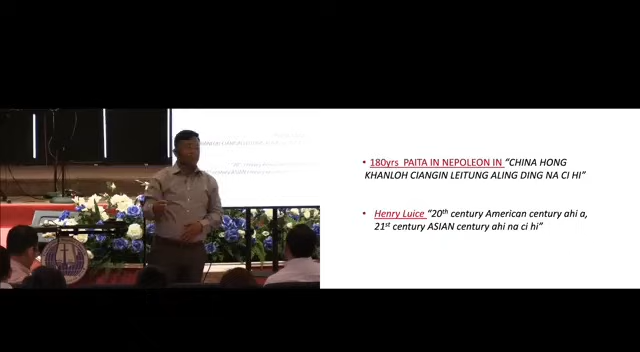 • 180yrs PAITA IN NEPOLEON IN “CHINA HONG
KHANLOH CIANGIN LEITUNG ALING DING NA CI HI”
• Henry Luice “20th century American century ahi a,
21st century ASIAN century ahi na ci hi”